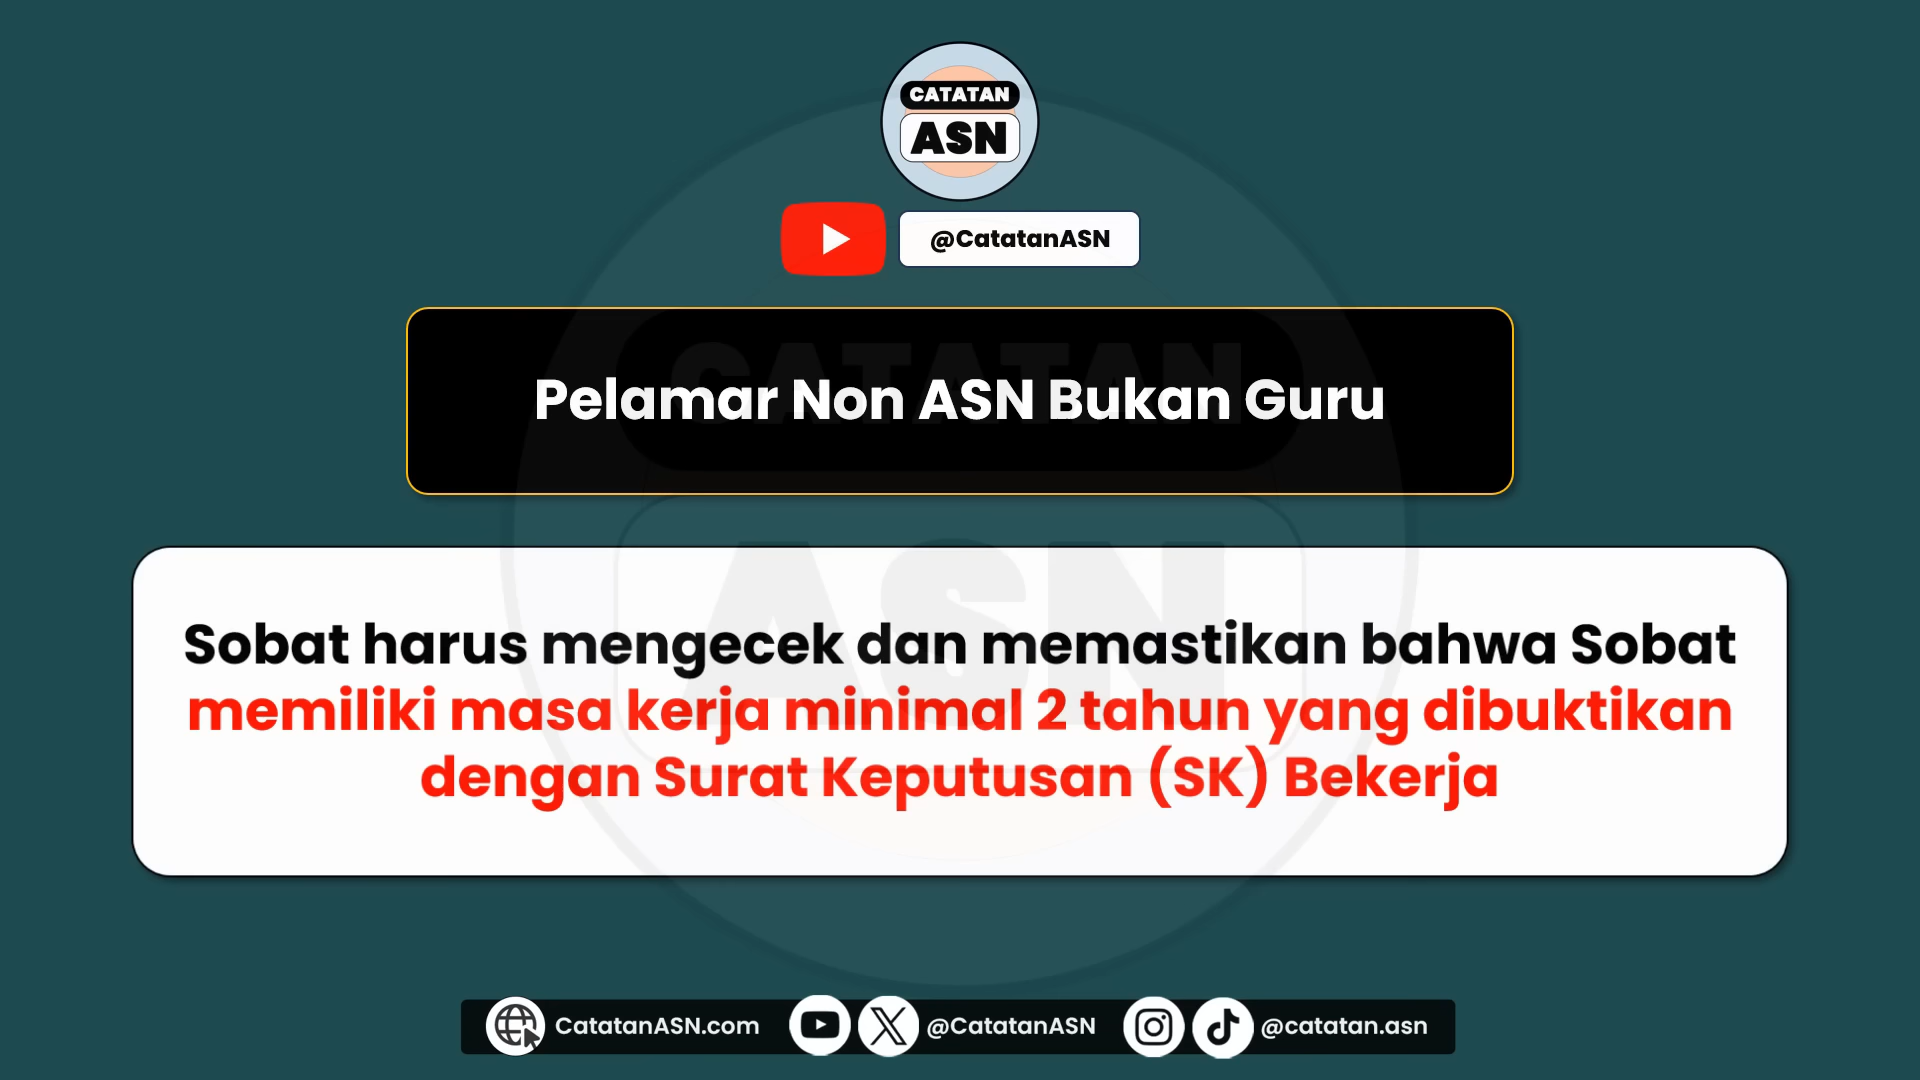 CATATAN
ASN
@CatatanASN
Pelamar Non ASN Bukan Guru
Sobat harus mengecek dan memastikan bahwa Sobat
memiliki masa kerja minimal 2 tahun yang dibuktikan
dengan Surat Keputusan (SK) Bekerja
CatatanASN.com @CatatanASN @catatan.asn